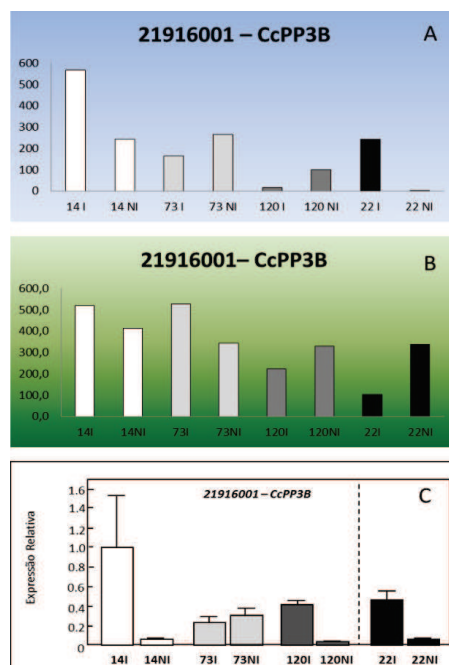 21916001 – CcPP3B
A
600
500
400
300
200
100
0
14 I 14 NI 73 I 73 NI 120 I 120 NI 22 I 22 NI
21916001– CcPP3B
B
600,0
500,0
400,0
300,0
200,0
100,0
0,0
14I 14NI 73I 73NI 120I 120NI 22I 22NI
21916001 – CcPP3B
C
Expressão Relativa
1.6
1.4
1.2
1.0
0.8
0.6
0.4
0.2
0
14I 14NI 73I 73NI 120I 120NI 22I 22NI